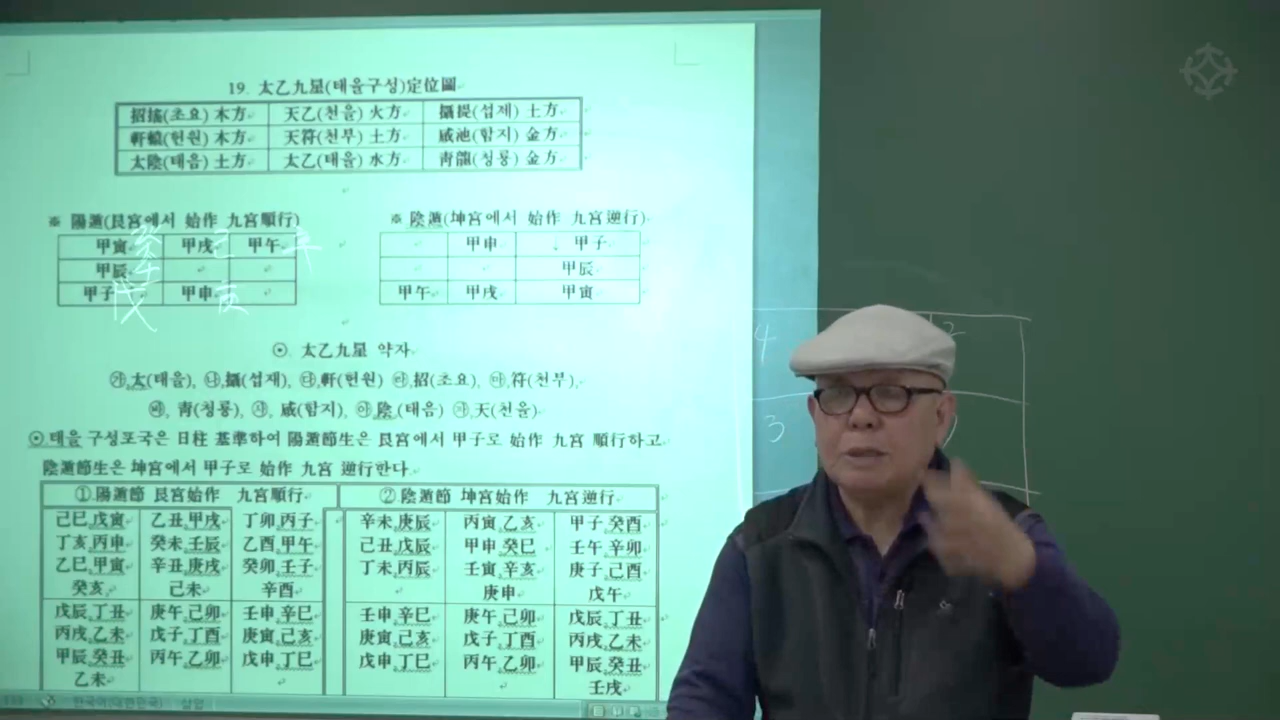 19. 太乙九星(태을구성)定位圖
招搖(초요) 木方 天乙(천을) 火方 攝提(섭제) 土方
軒轅(헌원) 木方 天符(천부) 土方 咸池(함지) 金方
太陰(태음) 土方 太乙(태을) 水方 靑龍(청룡) 金方
※ 陽遁(艮宮에서 始作 九宮順行) ※ 陰遁(坤宮에서 始作 九宮逆行)
甲寅 甲戌 甲午 甲申 甲子
甲辰 甲辰
甲子 甲申 甲午 甲戌 甲寅
戊
⊙. 太乙九星 약자
㉮.太(태을), ㉯.攝(섭제), ㉰.軒(헌원) ㉱.招(초요), ㉲.符(천부),
㉳. 靑(청룡), ㉴. 咸(함지), ㉵.陰.(태음) ㉶.天(천을)
⊙.태을 구성포국은 日柱 基準하여 陽遁節生은 艮宮에서 甲子로 始作 九宮 順行하고
陰遁節生은 坤宮에서 甲子로 始作 九宮 逆行한다
①.陽遁節 艮宮始作 九宮順行 ②.陰遁節 坤宮始作 九宮逆行
己巳.戊寅 乙丑.甲戌 丁卯.丙子 辛未.庚辰 丙寅.乙亥 甲子.癸酉
丁亥.丙申 癸未.壬辰 乙酉.甲午 己丑.戊辰 甲申.癸巳 壬午.辛卯
乙巳.甲寅 辛丑.庚戌 癸卯.壬子 丁未.丙辰 壬寅.辛亥 庚子.己酉
癸亥 己未 辛酉 庚申 戊午
戊辰.丁丑 庚午.己卯 壬申.辛巳 壬申.辛巳 庚午.己卯 戊辰.丁丑
丙戌.乙未 戊子.丁酉 庚寅.己亥 庚寅.己亥 戊子.丁酉 丙戌.乙未
甲辰.癸丑 丙午.乙卯 戊申.丁巳 戊申.丁巳 丙午.乙卯 甲辰.癸丑
乙未 壬戌
4 2
3
한국어(대한민국) 삽입